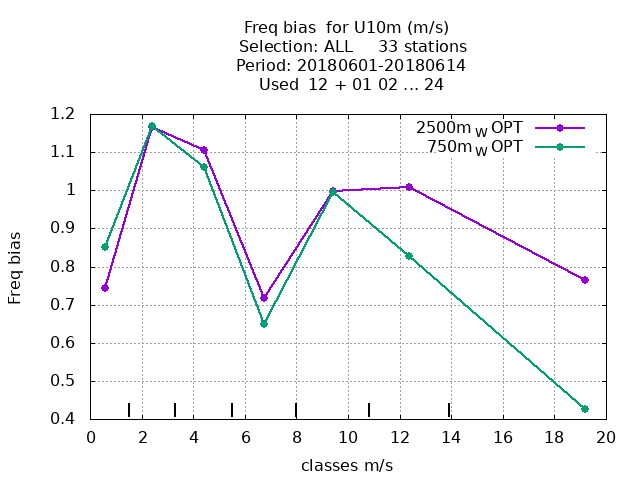 Freq bias  for U10m (m/s)
Selection: ALL     33 stations
Period: 20180601-20180614
Used  12 + 01 02 ... 24
2500m W OPT
750m W OPT
1.2
1.1
1
0.9
0.8
0.7
0.6
0.5
0.4
Freq bias
0 2 4 6 8 10 12 14 16 18 20
classes m/s